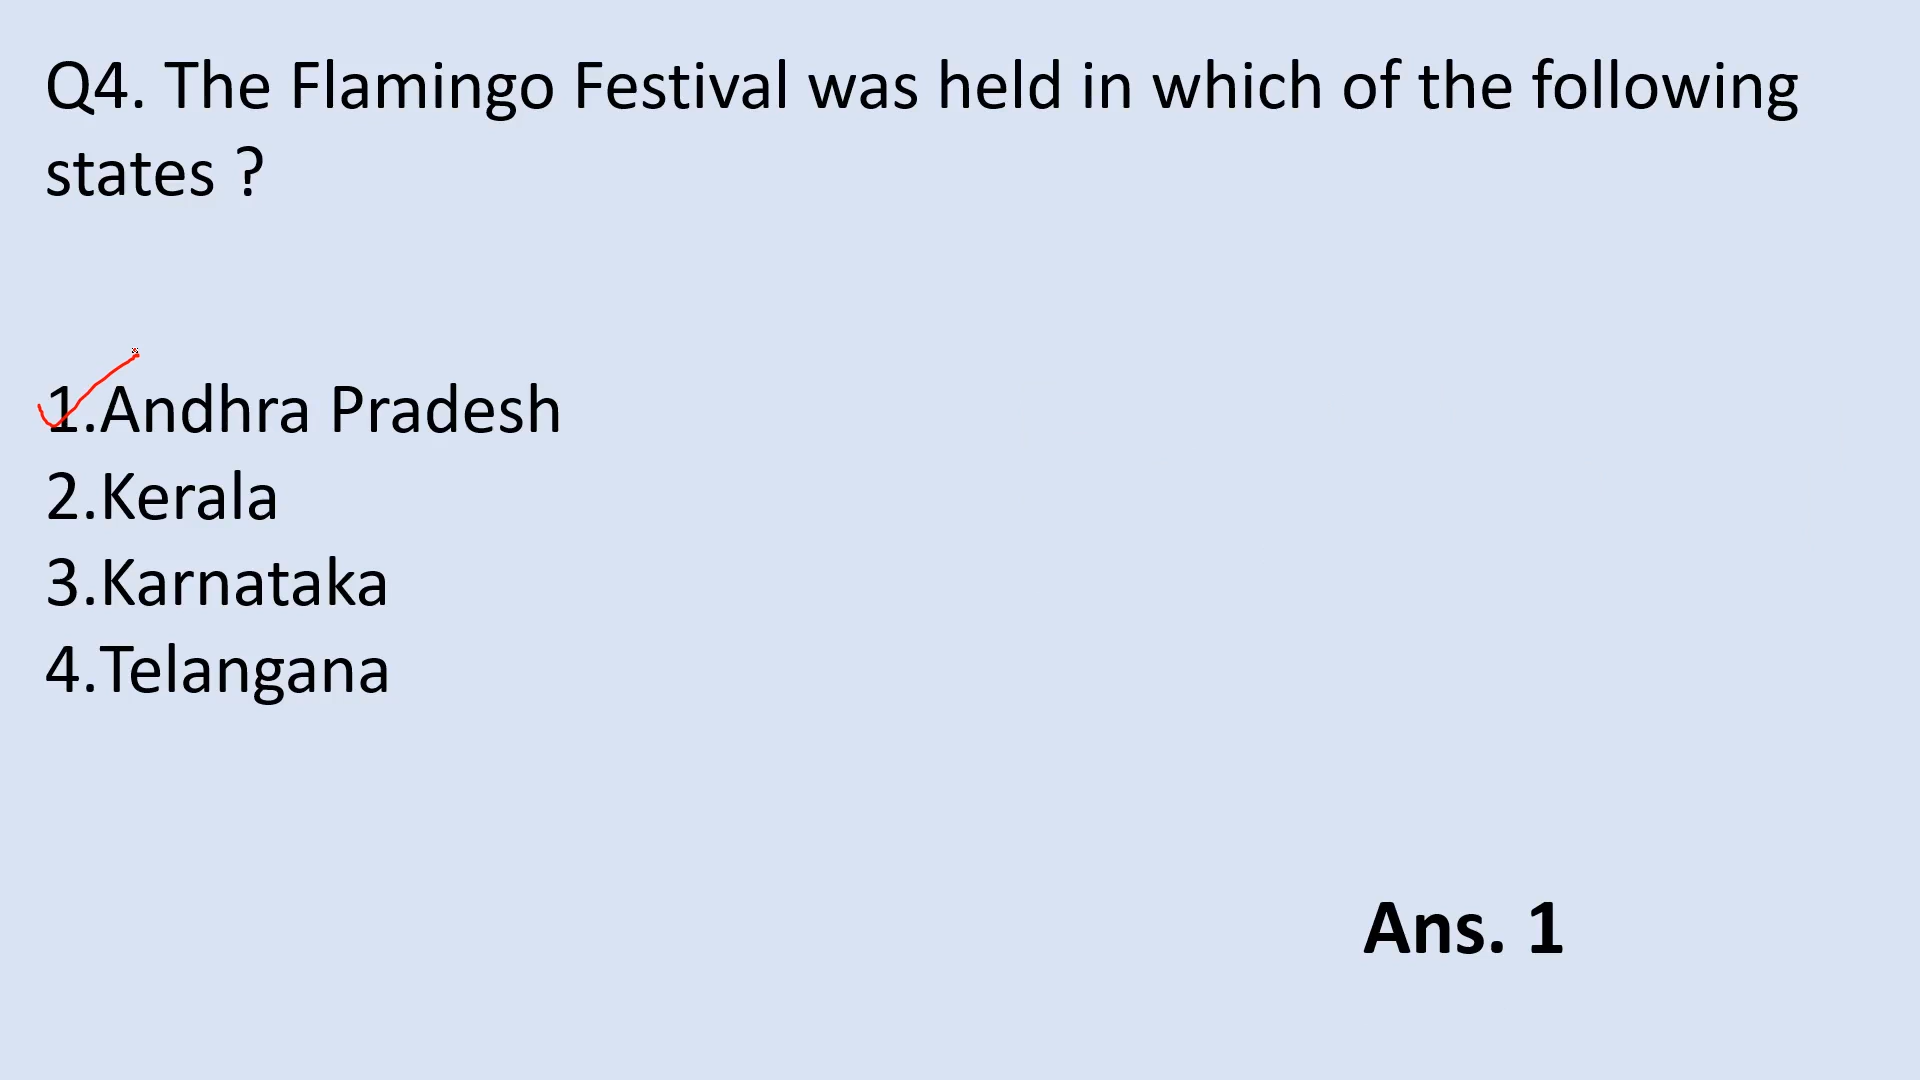 Q4. The Flamingo Festival was held in which of the following
states ?
1.Andhra Pradesh
2.Kerala
3.Karnataka
4.Telangana
Ans. 1